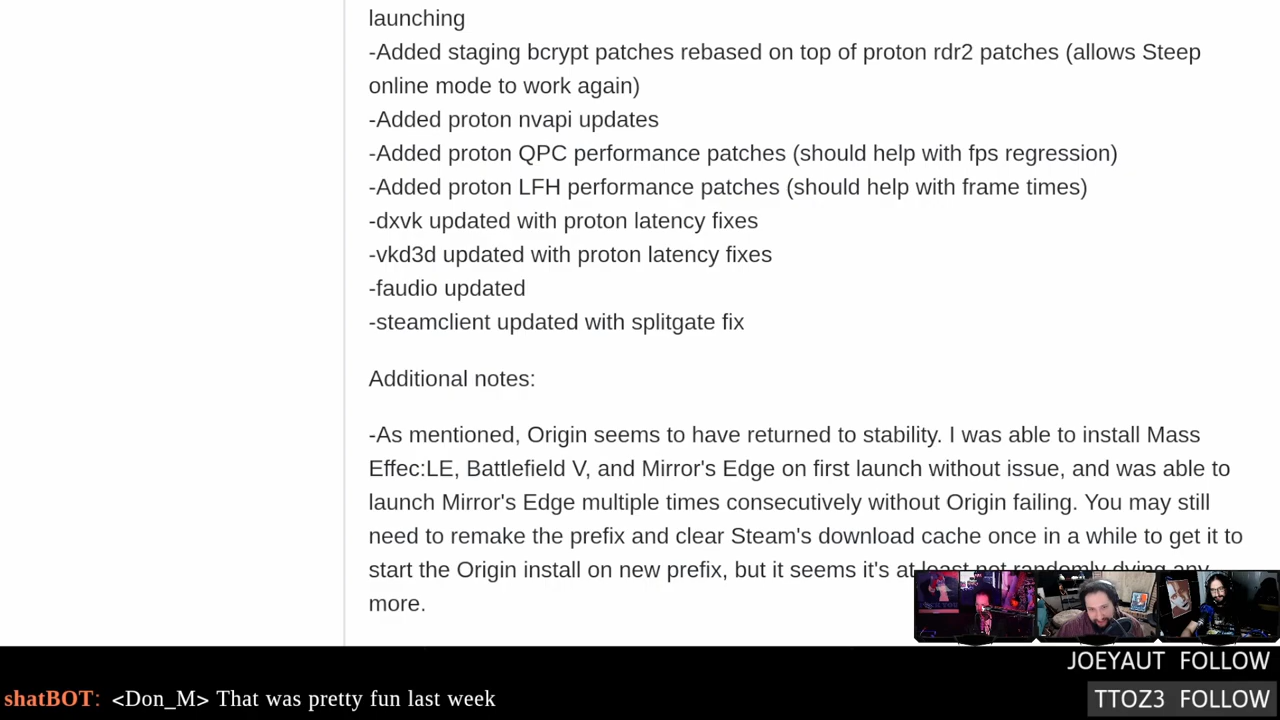 launching
-Added staging bcrypt patches rebased on top of proton rdr2 patches (allows Steep
online mode to work again)
-Added proton nvapi updates
-Added proton QPC performance patches (should help with fps regression)
-Added proton LFH performance patches (should help with frame times)
-dxvk updated with proton latency fixes
-vkd3d updated with proton latency fixes
-faudio updated
-steamclient updated with splitgate fix
Additional notes:
-As mentioned, Origin seems to have returned to stability. I was able to install Mass
Effec:LE, Battlefield V, and Mirror's Edge on first launch without issue, and was able to
launch Mirror's Edge multiple times consecutively without Origin failing. You may still
need to remake the prefix and clear Steam's download cache once in a while to get it to
start the Origin install on new prefix, but it seems it's at least not randomly dying any
more.
JOEYAUT FOLLOW
shatBOT: <Don_M> That was pretty fun last week
TTOZ3 FOLLOW